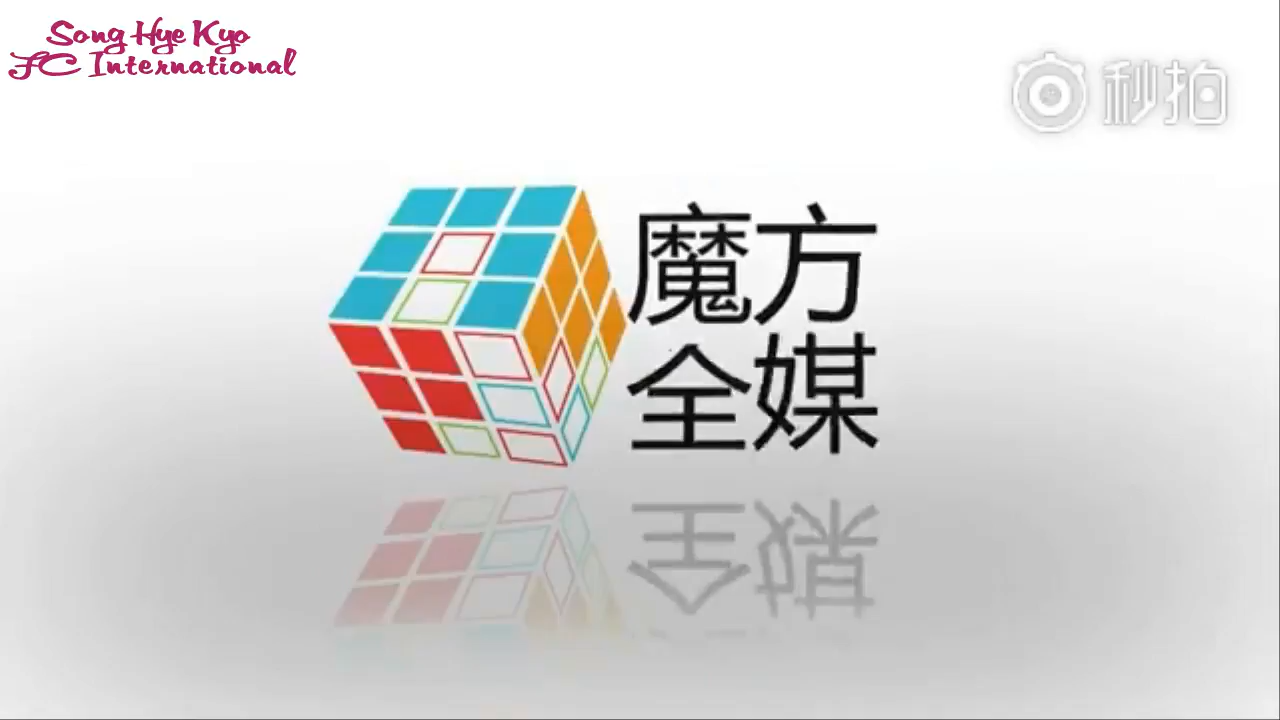 Song Hye Kyo
FC International
秒拍
魔方
全媒